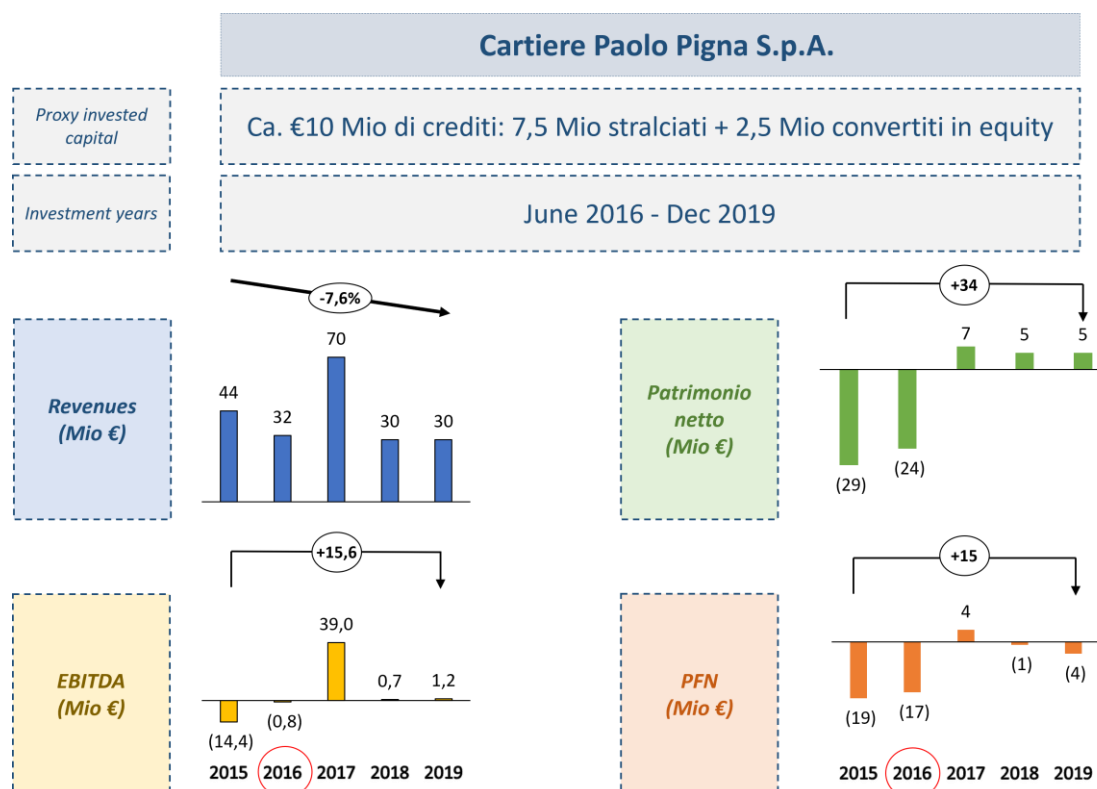 Cartiere Paolo Pigna S.p.A.
Proxy invested
capital
Ca. €10 Mio di crediti: 7,5 Mio stralciati + 2,5 Mio convertiti in equity
Investment years
June 2016 - Dec 2019
Revenues
(Mio €)
-7,6%
44
32
70
30
30
Patrimonio
netto
(Mio €)
+34
(29)
(24)
7
5
5
EBITDA
(Mio €)
+15,6
(14,4)
(0,8)
39,0
0,7
1,2
2015 2016 2017 2018 2019
PFN
(Mio €)
+15
(19)
(17)
4
(1)
(4)
2015 2016 2017 2018 2019